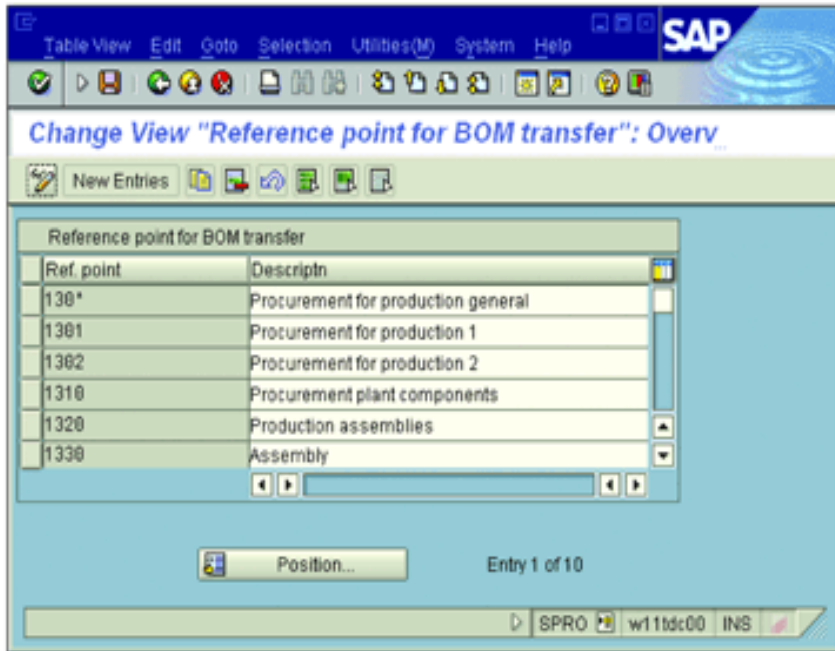 Table View Edit Goto Selection Utilities(M) System Help
SAP
Change View "Reference point for BOM transfer": Overv
New Entries
Reference point for BOM transfer
Ref. point Descriptn
130* Procurement for production general
1301 Procurement for production 1
1302 Procurement for production 2
1310 Procurement plant components
1320 Production assemblies
1330 Assembly
Position... Entry 1 of 10
SPRO w11tdc00 INS